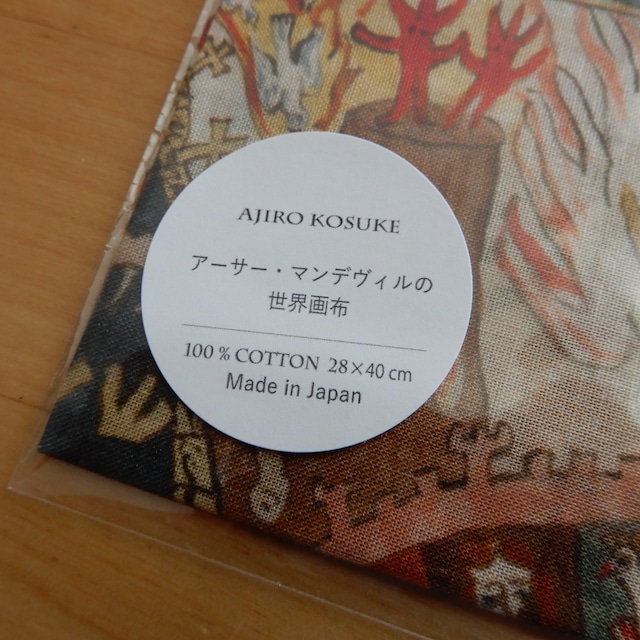 AJIRO KOSUKE
アーサー・マンデヴィルの
世界画布
100 % COTTON 28×40 cm
Made in Japan